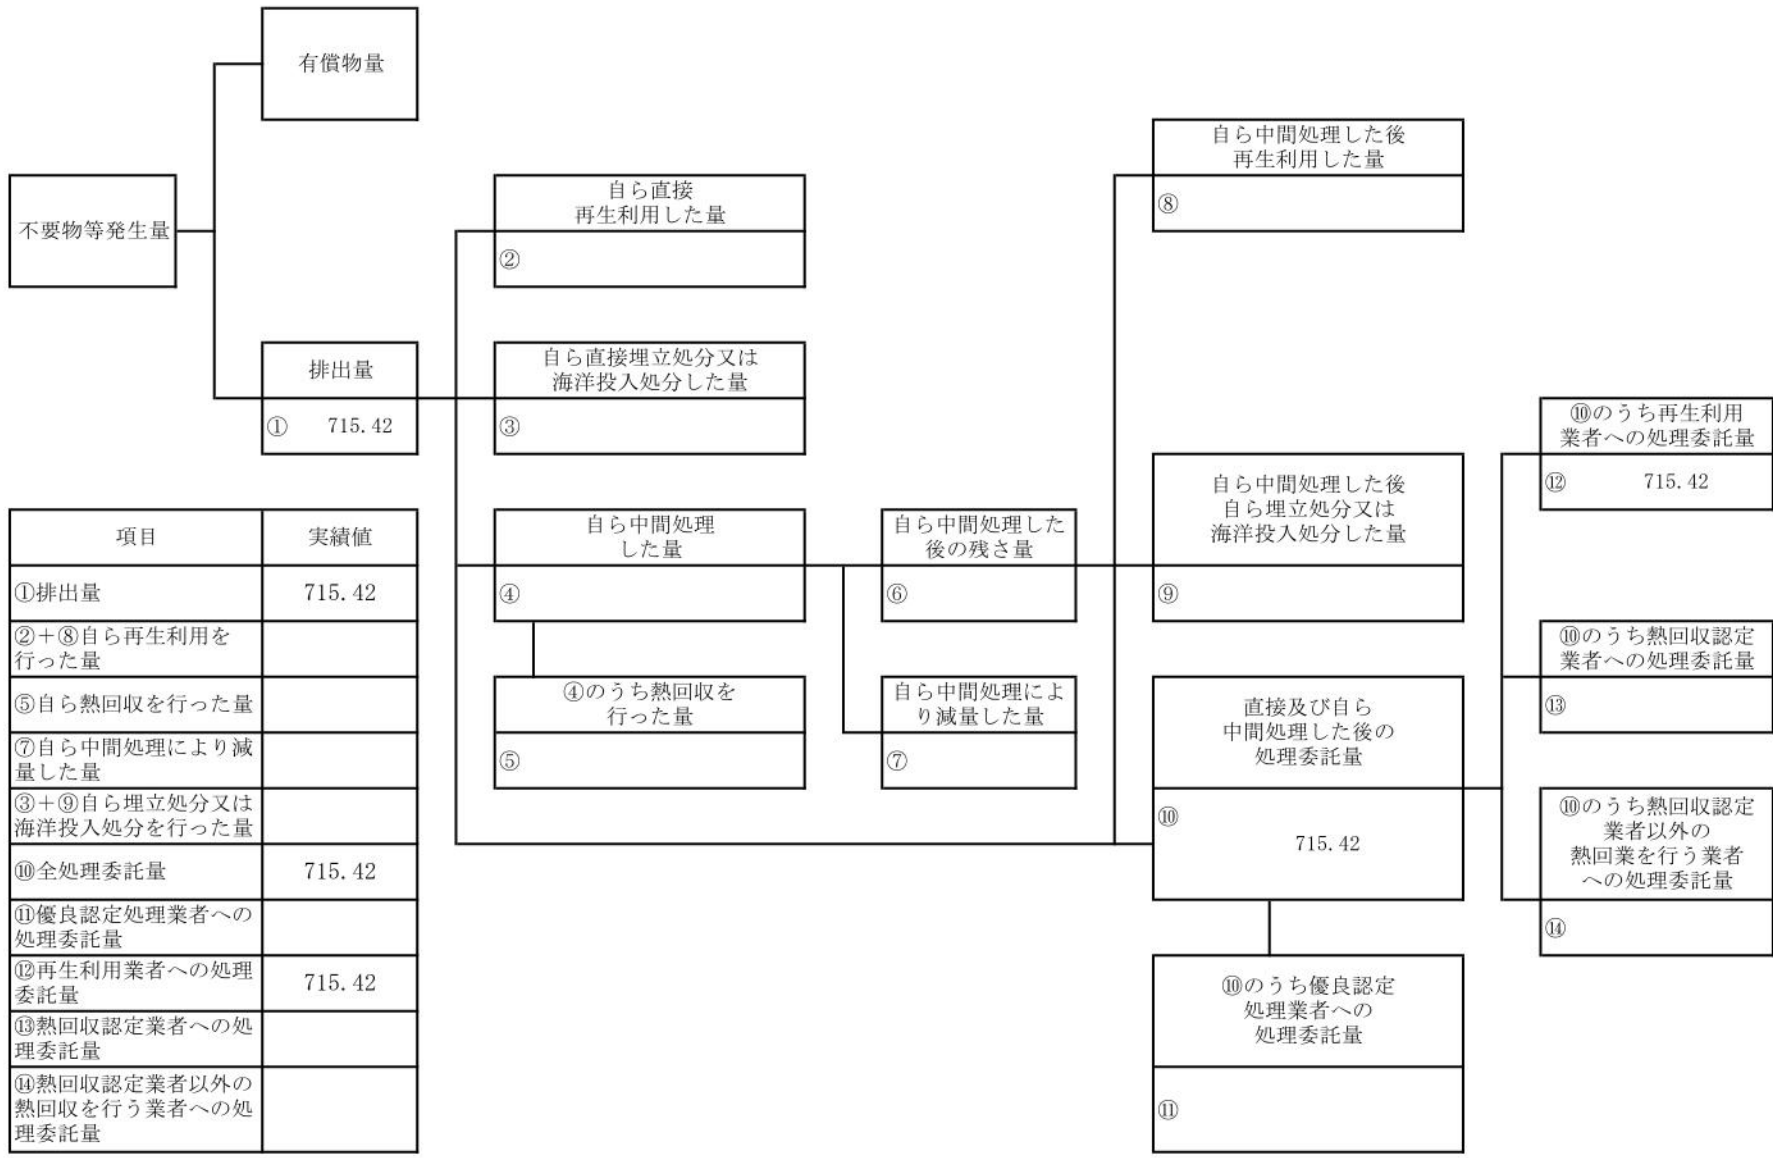 有償物量
不要物等発生量
排出量
① 715.42
自ら直接
再生利用した量
②
自ら直接埋立処分又は
海洋投入処分した量
③
自ら中間処理
した量
④
④のうち熱回収を
行った量
⑤
自ら中間処理した
後の残さ量
⑥
自ら中間処理によ
り減量した量
⑦
自ら中間処理した後
再生利用した量
⑧
自ら中間処理した後
自ら埋立処分又は
海洋投入処分した量
⑨
直接及び自ら
中間処理した後の
処理委託量
⑩
715.42
⑩のうち優良認定
処理業者への
処理委託量
⑪
⑩のうち再生利用
業者への処理委託量
⑫ 715.42
⑩のうち熱回収認定
業者への処理委託量
⑬
⑩のうち熱回収認定
業者以外の
熱回業を行う業者
への処理委託量
⑭
項目 実績値
①排出量 715.42
②＋⑧自ら再生利用を
行った量
⑤自ら熱回収を行った量
⑦自ら中間処理により減
量した量
③＋⑨自ら埋立処分又は
海洋投入処分を行った量
⑩全処理委託量 715.42
⑪優良認定処理業者への
処理委託量
⑫再生利用業者への処理
委託量 715.42
⑬熱回収認定業者への処
理委託量
⑭熱回収認定業者以外の
熱回収を行う業者への処
理委託量